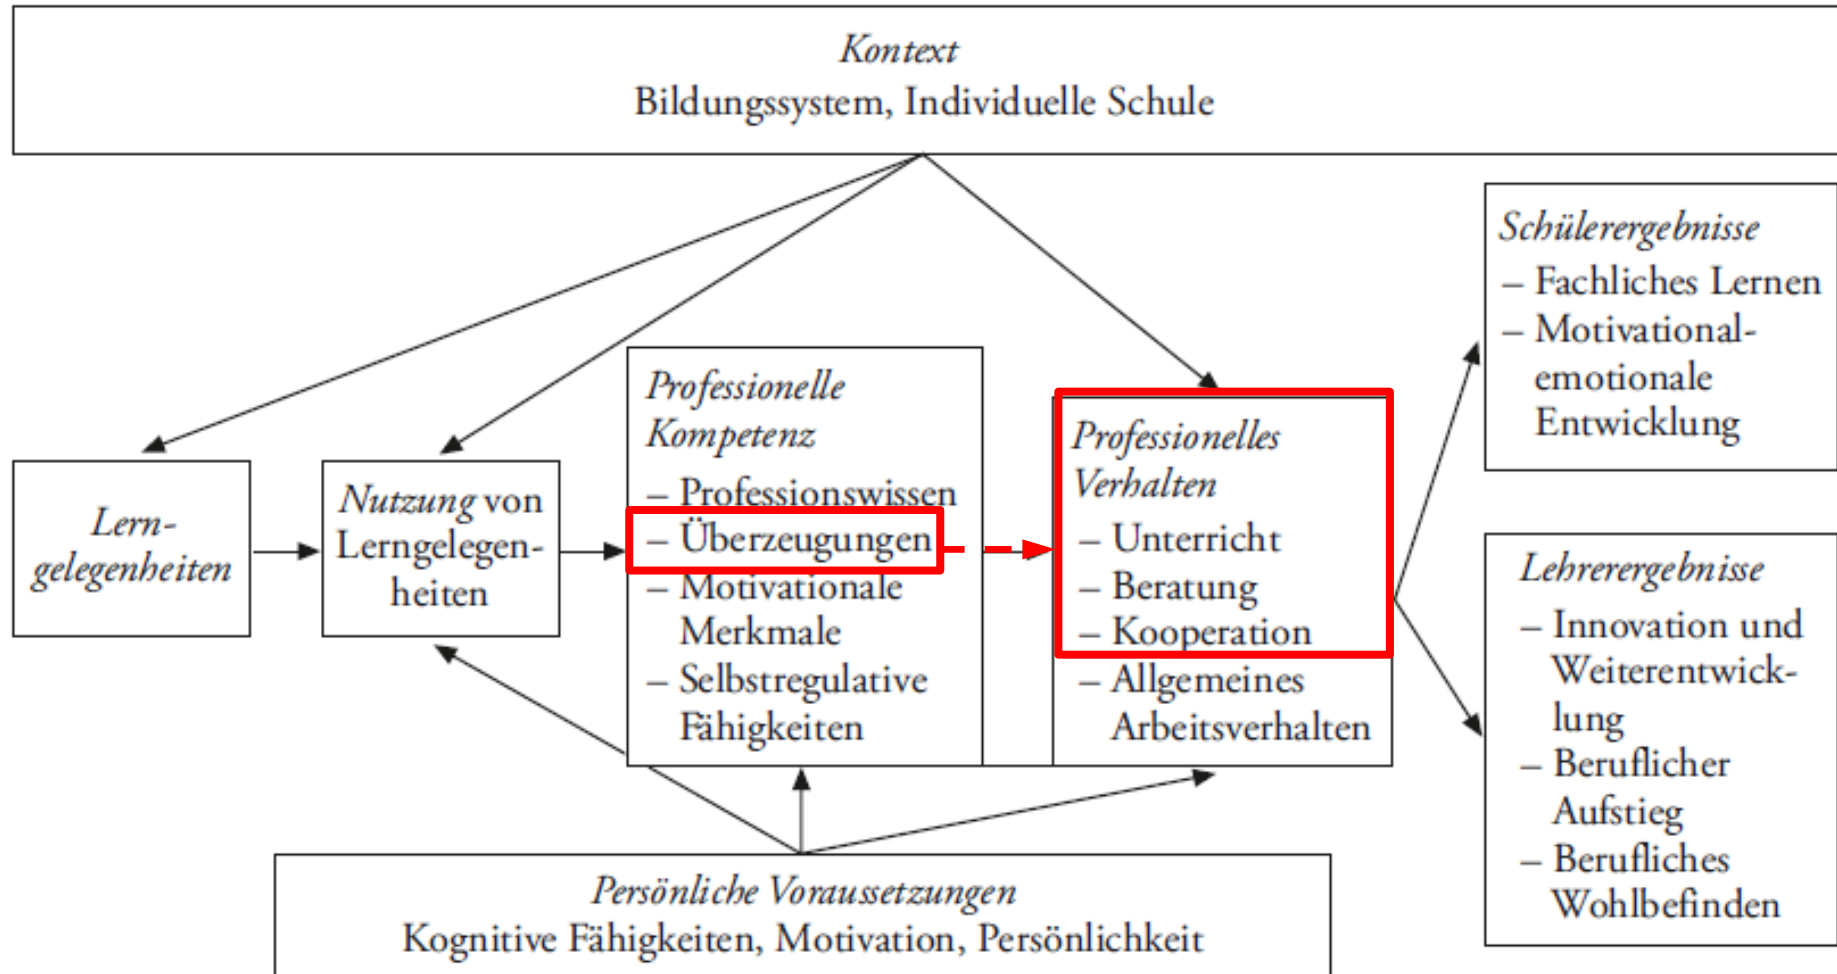 Kontext
Bildungssystem, Individuelle Schule
Lern-
gelegenheiten
Nutzung von
Lerngelegen-
heiten
Professionelle
Kompetenz
– Professionswissen
– Überzeugungen
– Motivationale
Merkmale
– Selbstregulative
Fähigkeiten
Professionelles
Verhalten
– Unterricht
– Beratung
– Kooperation
– Allgemeines
Arbeitsverhalten
Schülerergebnisse
– Fachliches Lernen
– Motivational-
emotionale
Entwicklung
Lehrerergebnisse
– Innovation und
Weiterentwick-
lung
– Beruflicher
Aufstieg
– Berufliches
Wohlbefinden
Persönliche Voraussetzungen
Kognitive Fähigkeiten, Motivation, Persönlichkeit